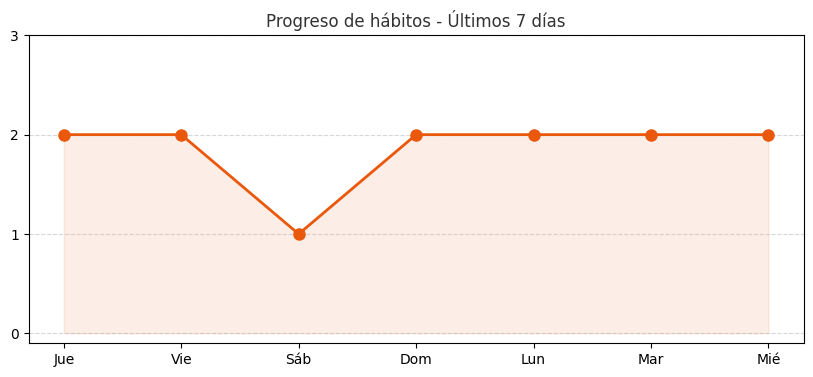 Progreso de hábitos - Últimos 7 días
3
2
1
0
Jue Vie Sáb Dom Lun Mar Mié